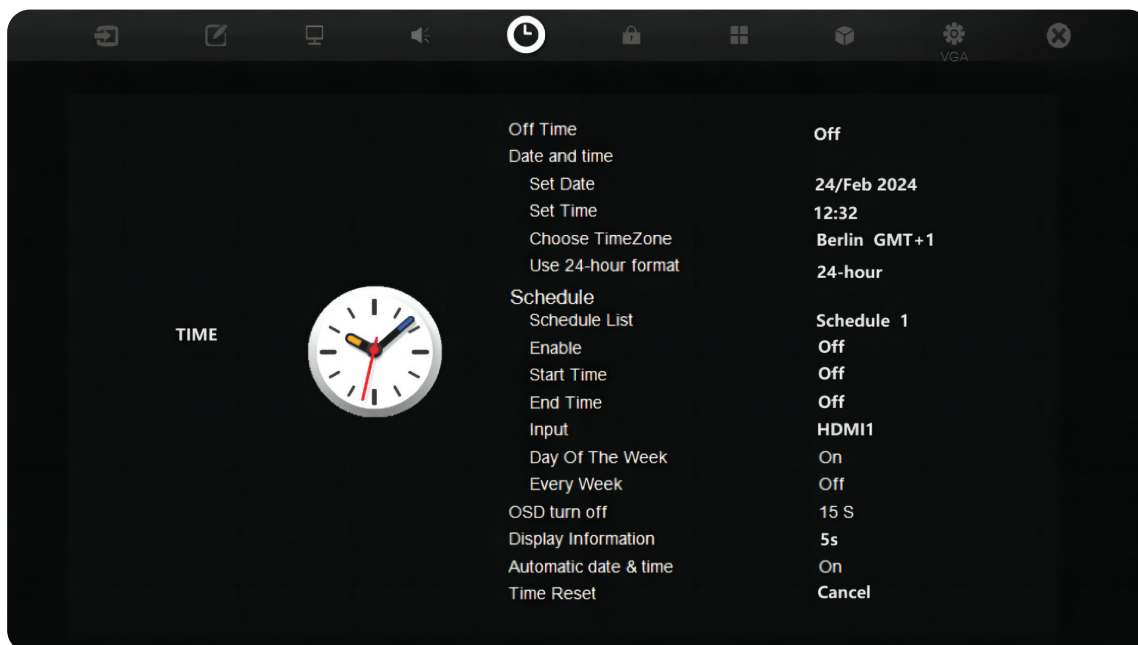 VGA
Off Time Off
Date and time
Set Date 24/Feb 2024
Set Time 12:32
Choose TimeZone Berlin GMT+1
Use 24-hour format 24-hour
Schedule
Schedule List Schedule 1
TIME
Enable Off
Start Time Off
End Time Off
Input HDMI1
Day Of The Week On
Every Week Off
OSD turn off 15 S
Display Information 5s
Automatic date & time On
Time Reset Cancel